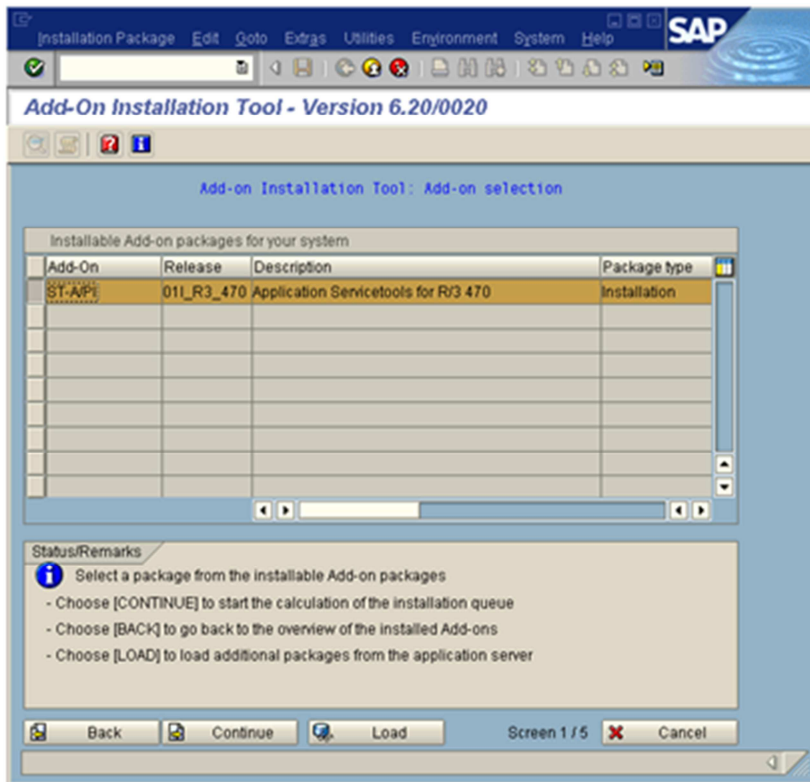 Installation Package Edit Goto Extras Utilities Environment System Help
SAP
Add-On Installation Tool - Version 6.20/0020
Add-on Installation Tool: Add-on selection
Installable Add-on packages for your system
Add-On Release Description Package type
ST-A/PI 01I_R3_470 Application Servicetools for R/3 470 Installation
Status/Remarks
Select a package from the installable Add-on packages
- Choose [CONTINUE] to start the calculation of the installation queue
- Choose [BACK] to go back to the overview of the installed Add-ons
- Choose [LOAD] to load additional packages from the application server
Back Continue Load Screen 1 / 5 Cancel